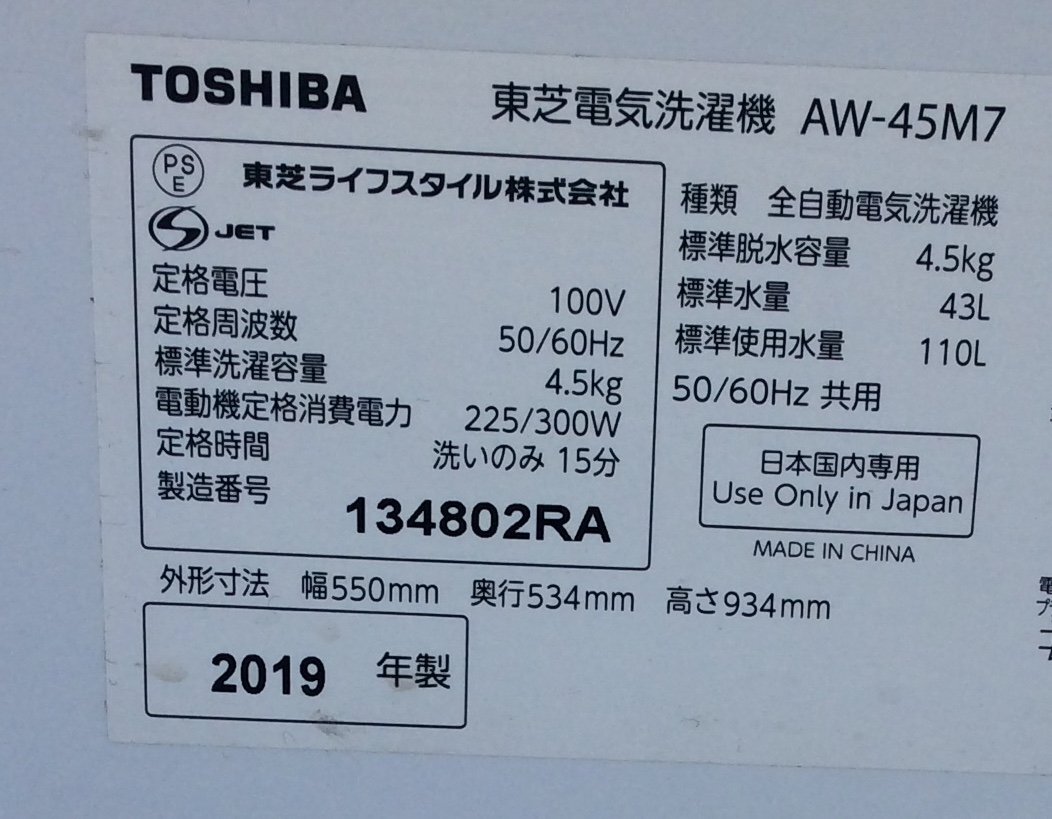 TOSHIBA 東芝電気洗濯機 AW-45M7
PS
E
東芝ライフスタイル株式会社
JET
定格電圧 100V
定格周波数 50/60Hz
標準洗濯容量 4.5kg
電動機定格消費電力 225/300W
定格時間 洗いのみ 15分
製造番号 134802RA
種類 全自動電気洗濯機
標準脱水容量 4.5kg
標準水量 43L
標準使用水量 110L
50/60Hz 共用
日本国内専用
Use Only in Japan
MADE IN CHINA
外形寸法 幅550mm 奥行534mm 高さ934mm
2019 年製
電
プ